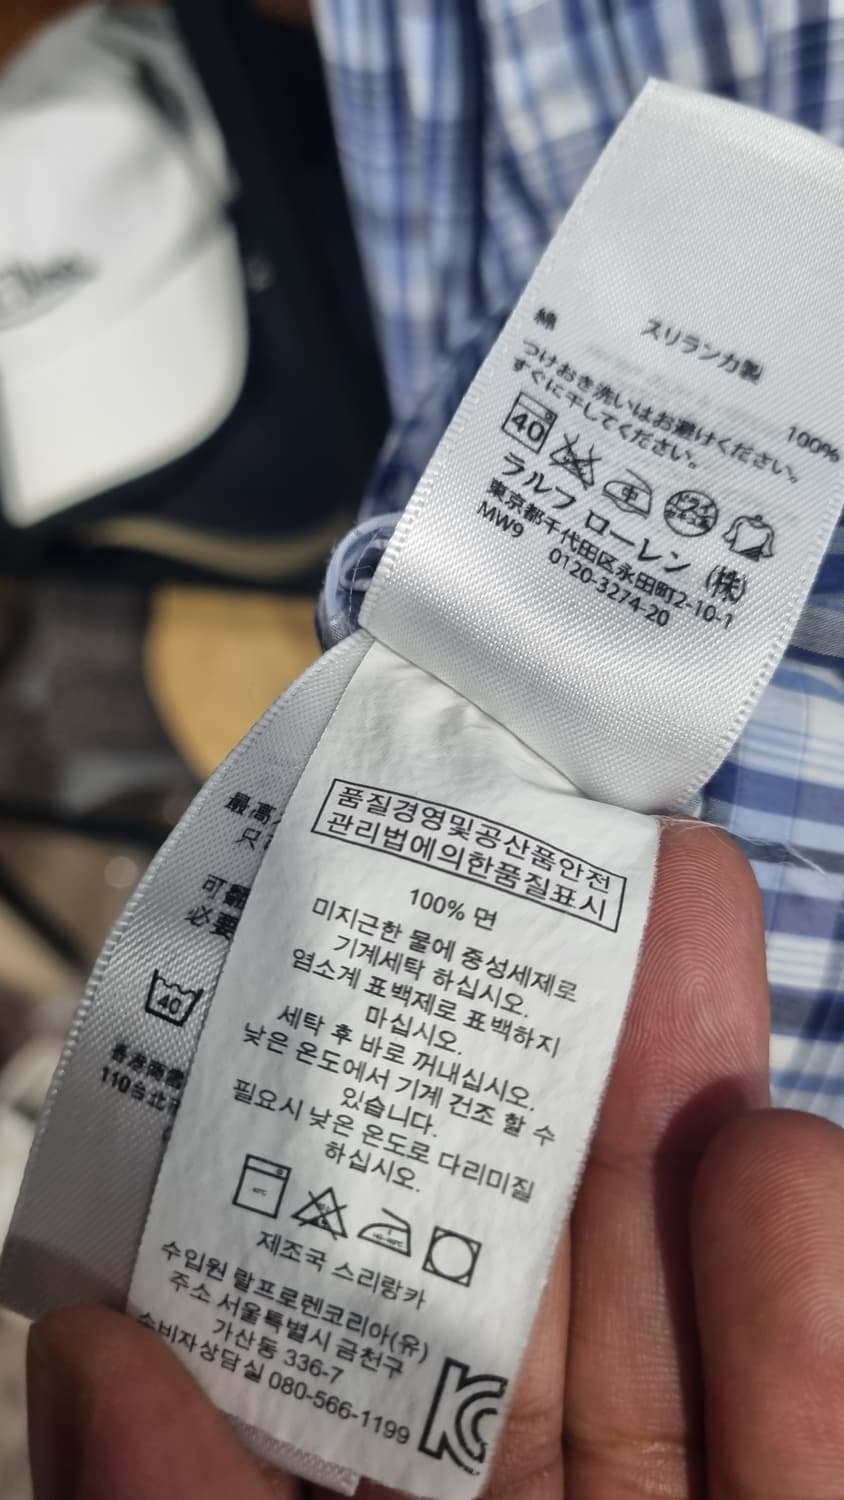 綿 100%
スリランカ製
つけおき洗いはお避けください。
すぐに干してください。
40 中
ラルフ ローレン (株)
東京都千代田区永田町2-10-1
MW9 0120-3274-20
最高
只
可
必要
40
110台北
품질경영및공산품안전
관리법에의한품질표시
100% 면
미지근한 물에 중성세제로
기계세탁 하십시오.
염소계 표백제로 표백하지
마십시오.
세탁 후 바로 꺼내십시오.
낮은 온도에서 기계 건조 할 수
있습니다.
필요시 낮은 온도로 다리미질
하십시오.
제조국 스리랑카
수입원 랄프로렌코리아(유)
주소 서울특별시 금천구
가산동 336-7
소비자상담실 080-566-1199